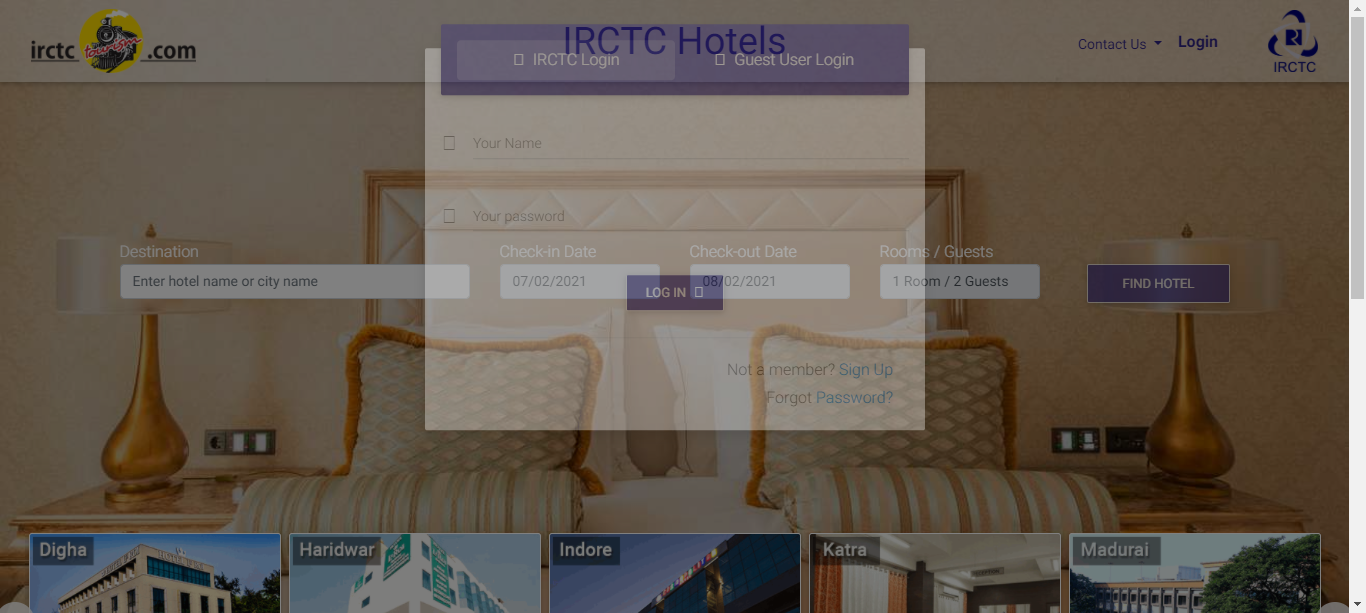 irctc tourism .com
IRCTC Hotels
Contact Us
Login
IRCTC
IRCTC Login
Guest User Login
Your Name
Your password
Destination
Check-in Date
Check-out Date
Rooms / Guests
Enter hotel name or city name
07/02/2021
08/02/2021
1 Room / 2 Guests
FIND HOTEL
LOG IN
Not a member? Sign Up
Forgot Password?
Digha
Haridwar
Indore
Katra
Madurai